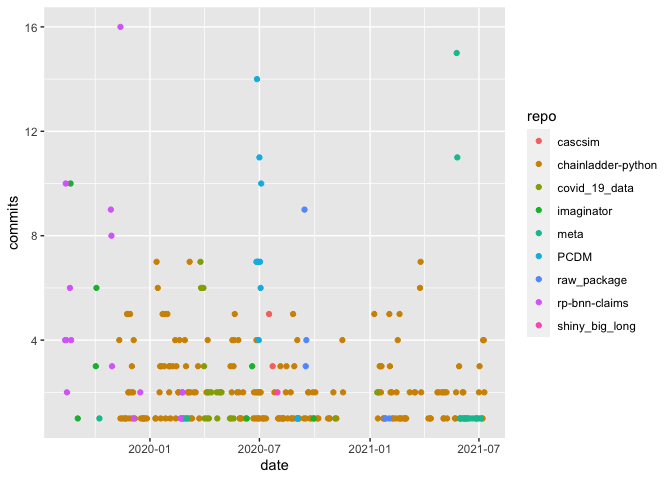 16
12
8
4
commits
2020-01
2020-07
2021-01
2021-07
date
repo
cascsim
chainladder-python
covid_19_data
imaginator
meta
PCDM
raw_package
rp-bnn-claims
shiny_big_long